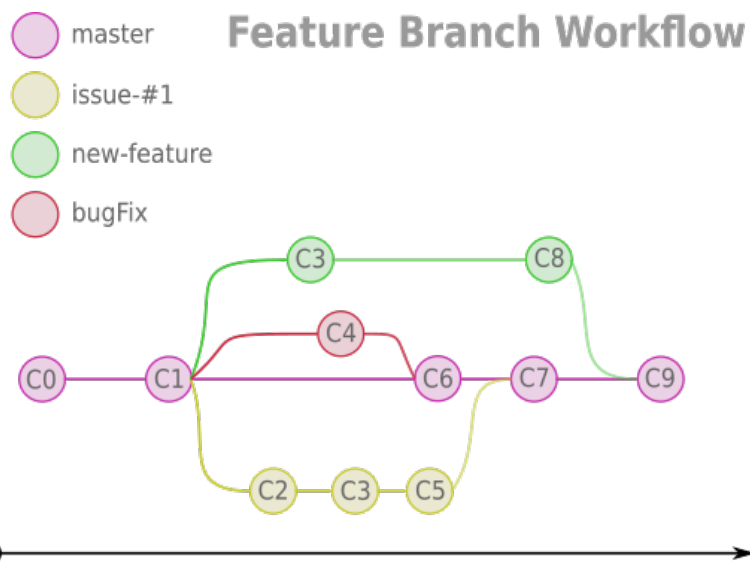 Feature Branch Workflow
master
issue-#1
new-feature
bugFix
C3
C8
C4
C0
C1
C6
C7
C9
C2
C3
C5